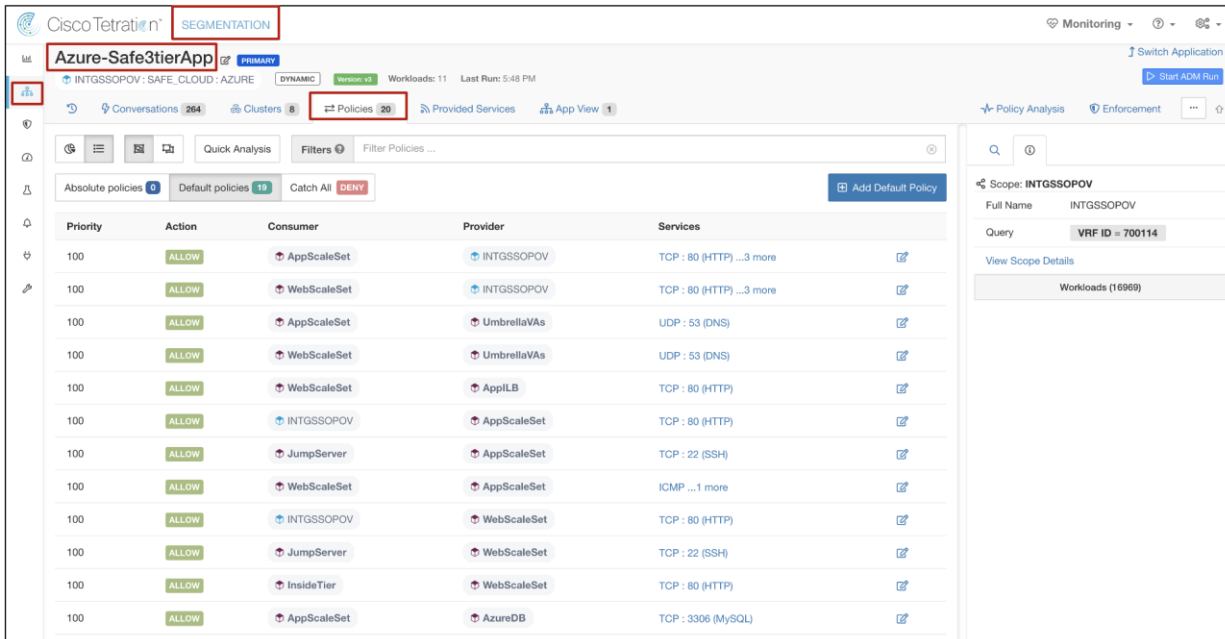 Cisco Tetration™ SEGMENTATION Monitoring
Azure-Safe3tierApp PRIMARY Switch Application
INTGSSOPOV : SAFE_CLOUD : AZURE DYNAMIC Version: v3 Workloads: 11 Last Run: 5:48 PM Start ADM Run
Conversations 264 Clusters 8 Policies 20 Provided Services App View 1 Policy Analysis Enforcement ...
Quick Analysis Filters Filter Policies ...
Absolute policies 0 Default policies 19 Catch All DENY Add Default Policy
Scope: INTGSSOPOV
Full Name INTGSSOPOV
Query VRF ID = 700114
View Scope Details
Workloads (16969)
Priority Action Consumer Provider Services
100 ALLOW AppScaleSet INTGSSOPOV TCP : 80 (HTTP) ...3 more
100 ALLOW WebScaleSet INTGSSOPOV TCP : 80 (HTTP) ...3 more
100 ALLOW AppScaleSet UmbrellaVAs UDP : 53 (DNS)
100 ALLOW WebScaleSet UmbrellaVAs UDP : 53 (DNS)
100 ALLOW WebScaleSet AppILB TCP : 80 (HTTP)
100 ALLOW INTGSSOPOV AppScaleSet TCP : 80 (HTTP)
100 ALLOW JumpServer AppScaleSet TCP : 22 (SSH)
100 ALLOW WebScaleSet AppScaleSet ICMP ...1 more
100 ALLOW INTGSSOPOV WebScaleSet TCP : 80 (HTTP)
100 ALLOW JumpServer WebScaleSet TCP : 22 (SSH)
100 ALLOW InsideTier WebScaleSet TCP : 80 (HTTP)
100 ALLOW AppScaleSet AzureDB TCP : 3306 (MySQL)